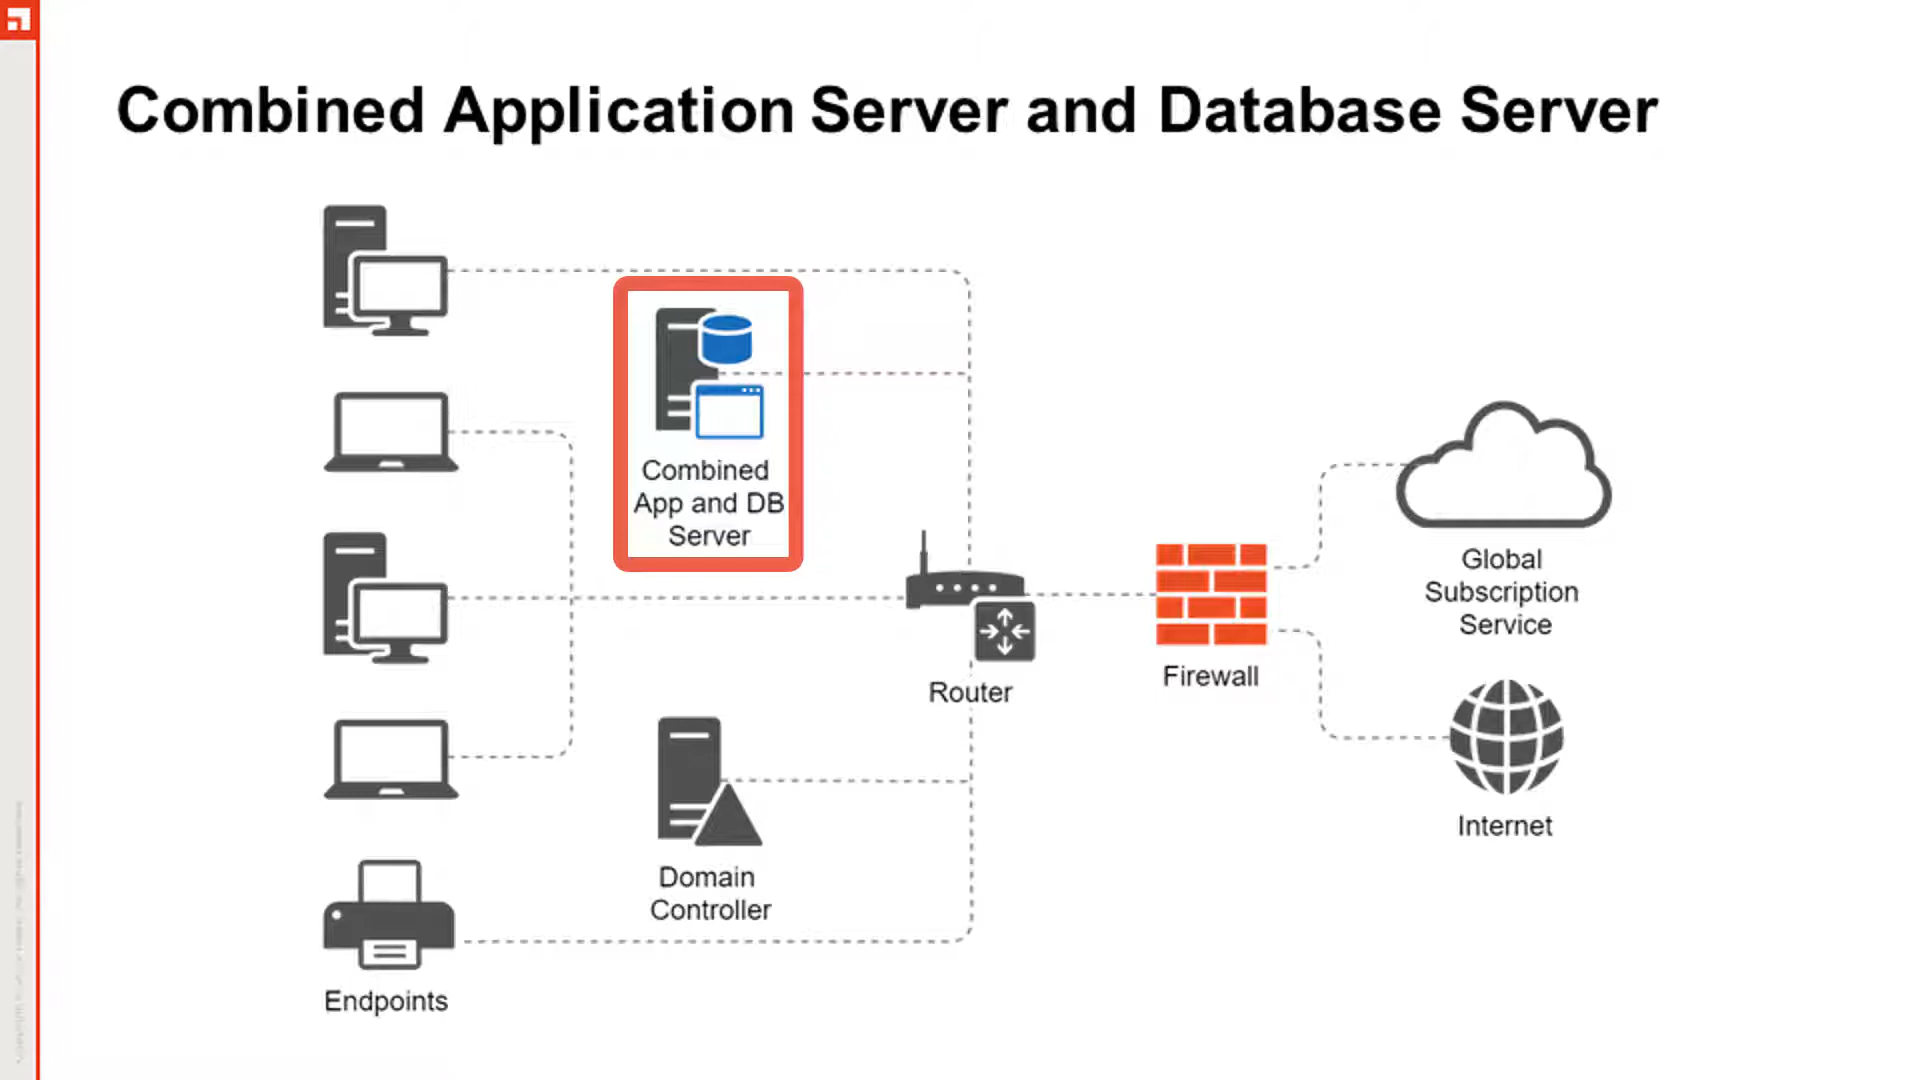 Combined Application Server and Database Server
Combined
App and DB
Server
Router
Firewall
Global
Subscription
Service
Internet
Domain
Controller
Endpoints